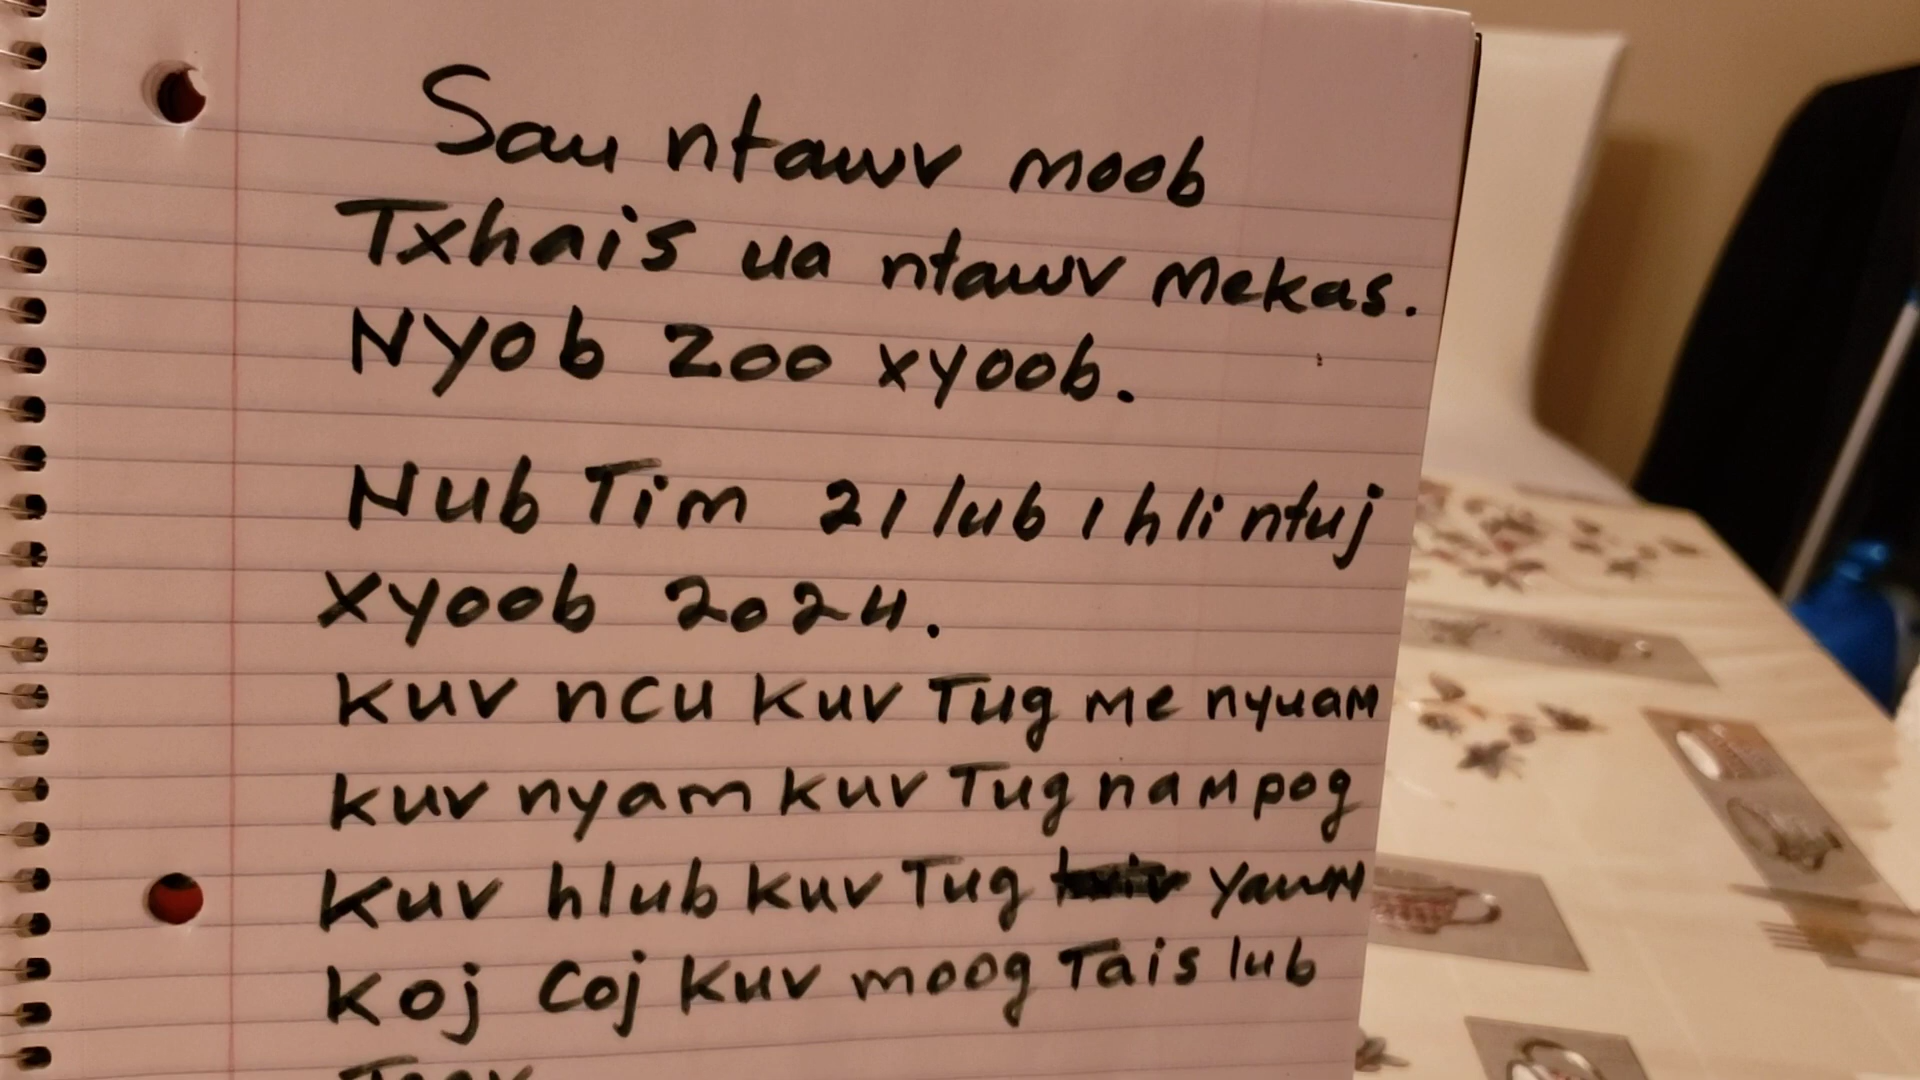 Sau ntawv moob
Txhais ua ntawv Mekas.
Nyob Zoo xyoob.
Nub Tim 21 lub 1 hli ntuj
Xyoob 2024.
Kuv ncu kuv Tug me nyuam
kuv nyam kuv Tug nam pog
Kuv hlub kuv Tug yawm
Koj Coj kuv moog Tais lub